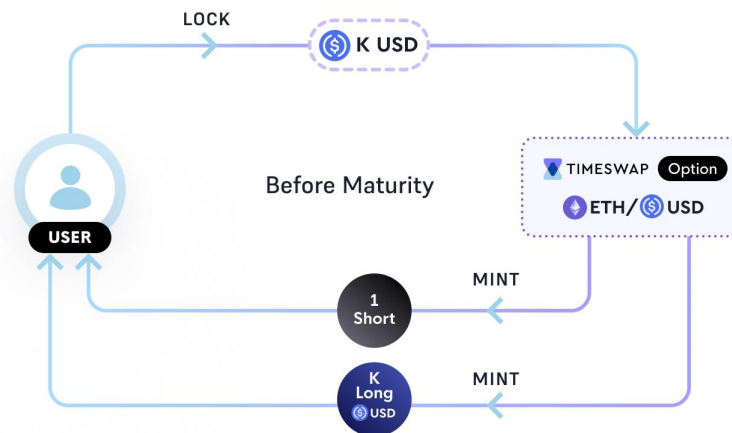 LOCK
K USD
TIMESWAP Option
Before Maturity
ETH/ USD
USER
MINT
1
Short
MINT
K
Long
USD